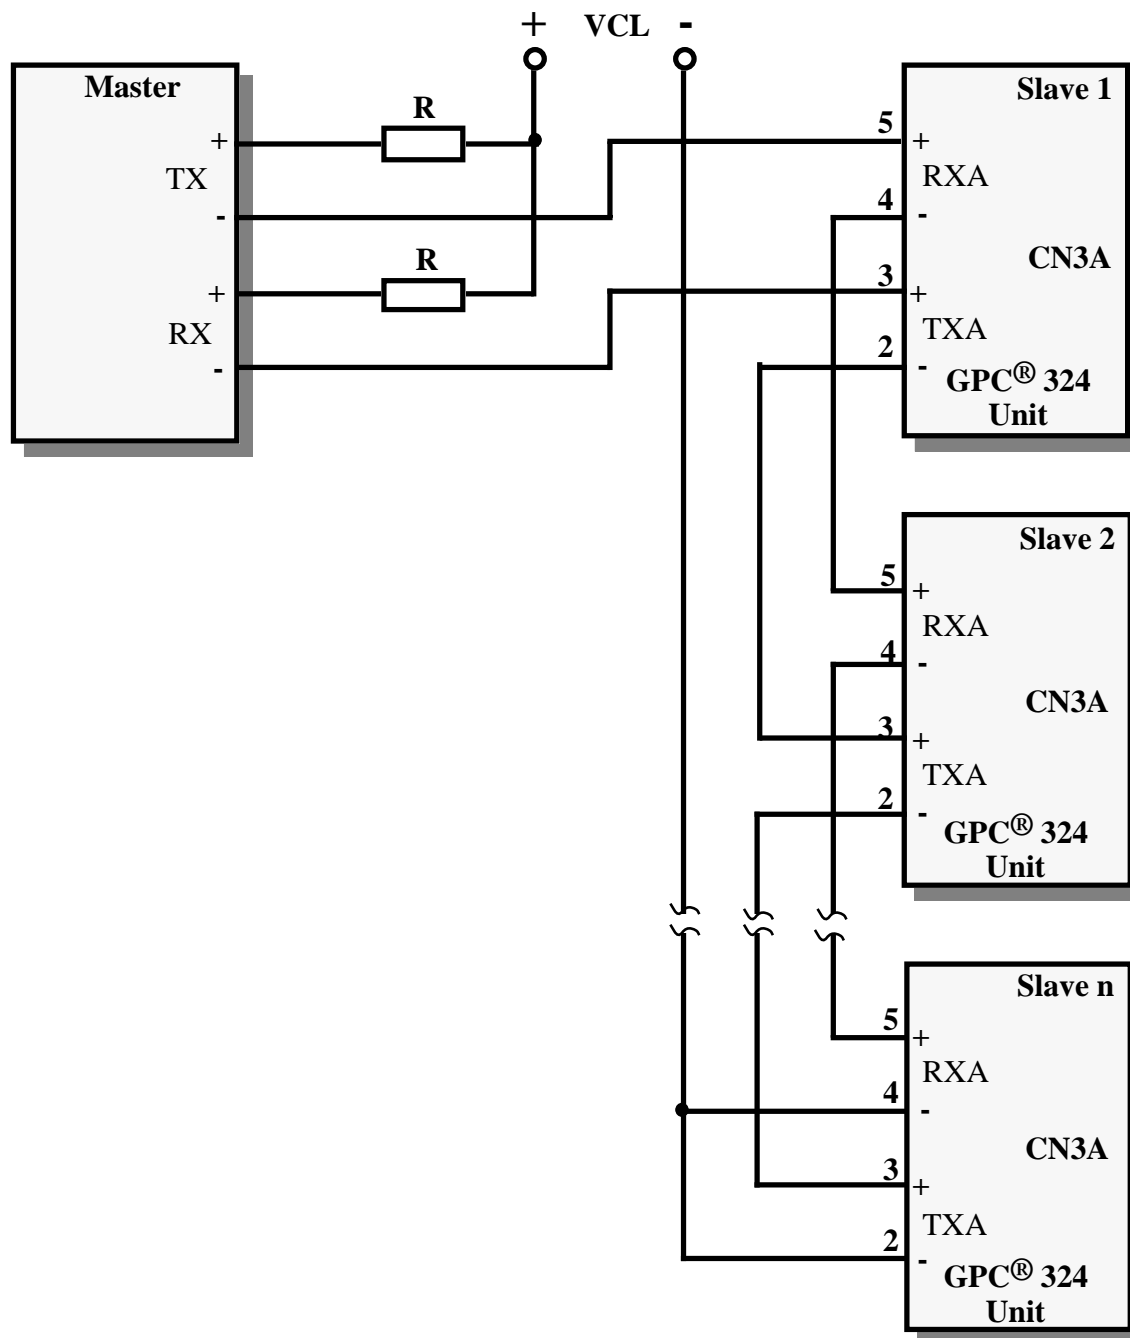 + VCL -
Master
+
TX
-
+
RX
-
R
R
Slave 1
5
+
RXA
4
-
CN3A
3
+
TXA
2
-
GPC® 324
Unit
Slave 2
5
+
RXA
4
-
CN3A
3
+
TXA
2
-
GPC® 324
Unit
Slave n
5
+
RXA
4
-
CN3A
3
+
TXA
2
-
GPC® 324
Unit